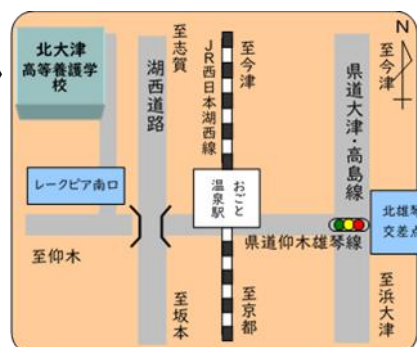 北大津
高等養護学
校
至志賀
湖西道路
JR西日本湖西線
至今津
県道大津・高島線
N
至今津
レークピア南口
おごと
温泉駅
北雄琴
交差点
県道仰木雄琴線
至仰木
至坂本
至京都
至浜大津